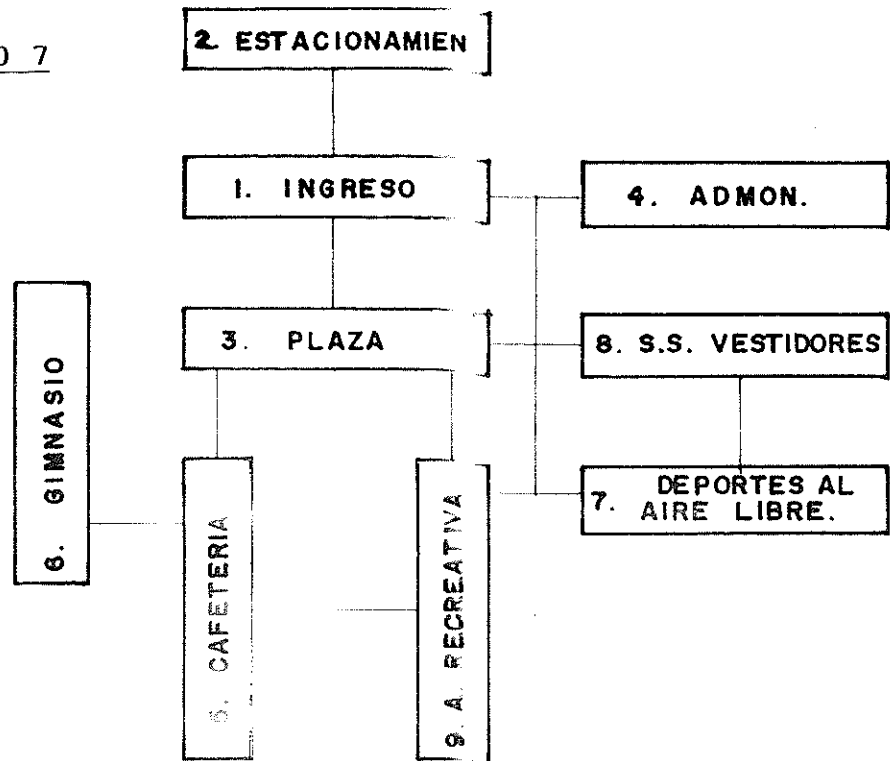 O 7
2. ESTACIONAMIEN
1. INGRESO
4. ADMON.
3. PLAZA
8. S.S. VESTIDORES
6. GIMNASIO
7. DEPORTES AL
AIRE LIBRE.
5. CAFETERIA
9. A. RECREATIVA